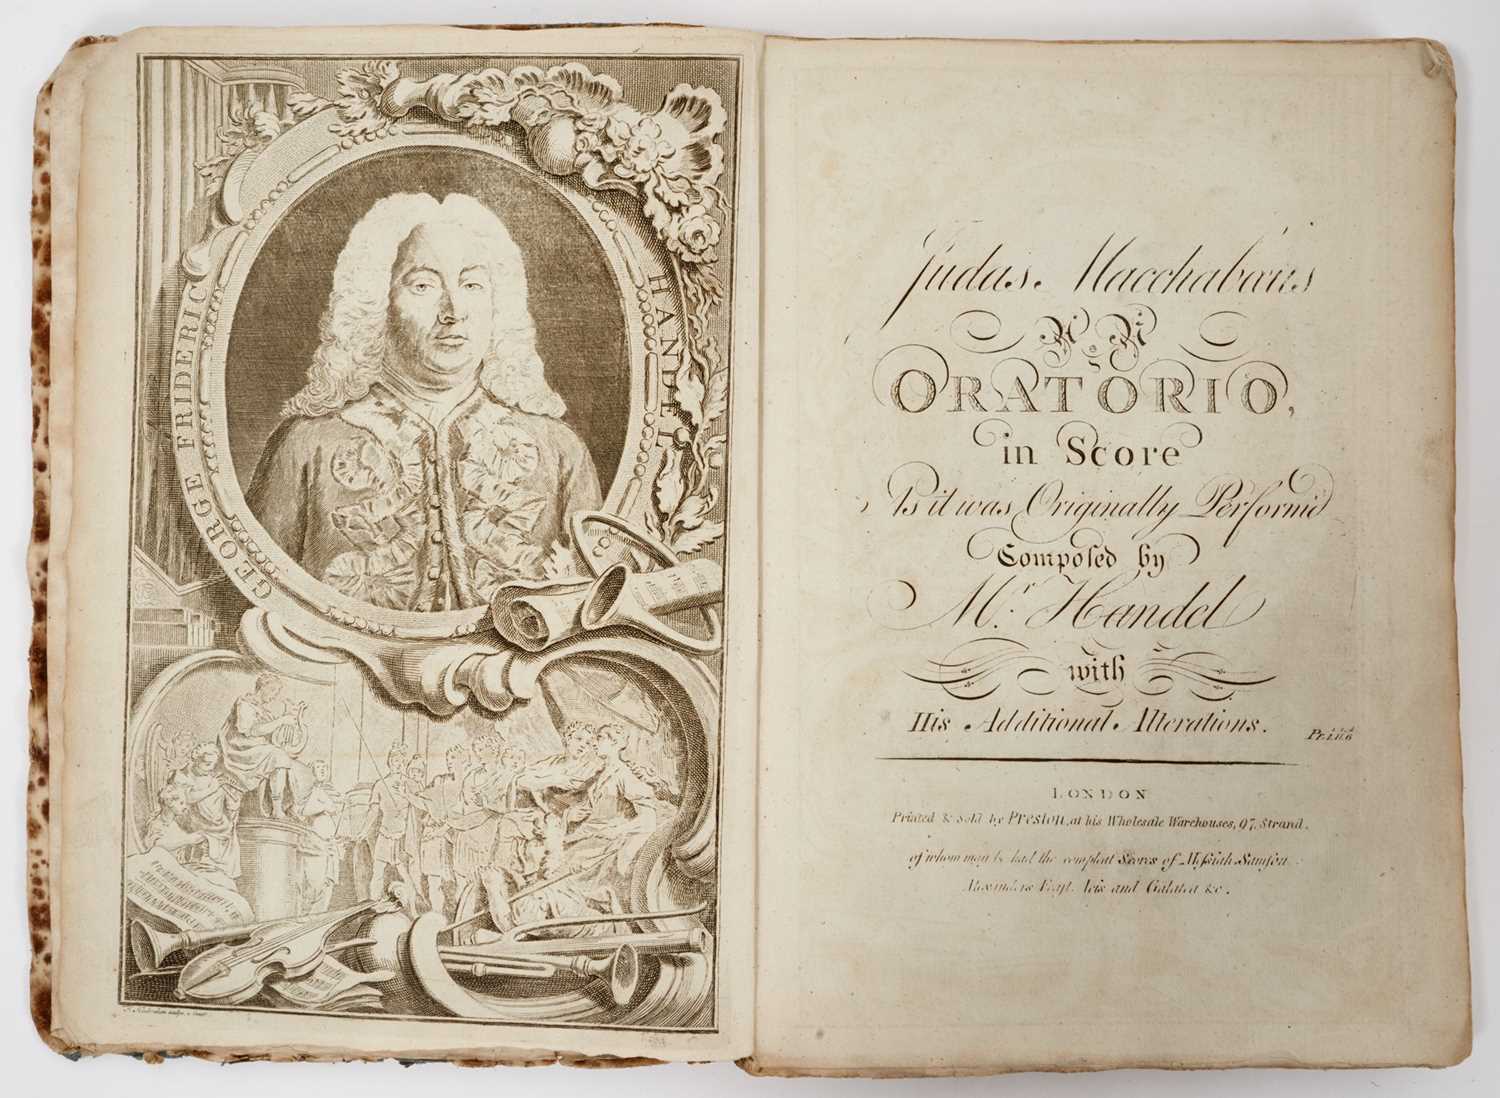 GEORGE FRIDERIC HANDEL
Judas Macchabæus
An
ORATORIO,
in Score
As it was Originally Perform'd
Composed by
Mr. Handel
with
His Additional Alterations.
LONDON
Printed & Sold by Preston, at his Wholesale Warehouses, 97, Strand.
of whom may be had the compleat Scores of Messiah Samson
Alexanders Feast Acis and Galatea &c.